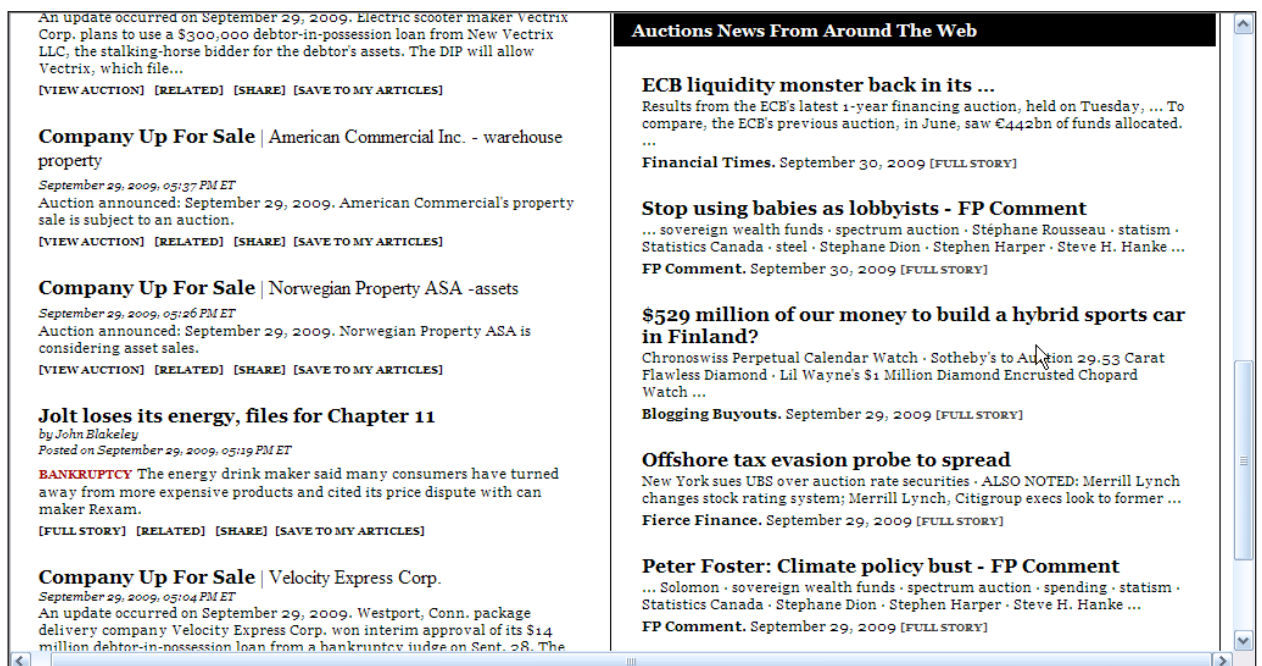 An update occurred on September 29, 2009. Electric scooter maker Vectrix
Corp. plans to use a $300,000 debtor-in-possession loan from New Vectrix
LLC, the stalking-horse bidder for the debtor's assets. The DIP will allow
Vectrix, which file...
[VIEW AUCTION] [RELATED] [SHARE] [SAVE TO MY ARTICLES]
Company Up For Sale | American Commercial Inc. - warehouse
property
September 29, 2009, 05:37 PM ET
Auction announced: September 29, 2009. American Commercial's property
sale is subject to an auction.
[VIEW AUCTION] [RELATED] [SHARE] [SAVE TO MY ARTICLES]
Company Up For Sale | Norwegian Property ASA -assets
September 29, 2009, 05:26 PM ET
Auction announced: September 29, 2009. Norwegian Property ASA is
considering asset sales.
[VIEW AUCTION] [RELATED] [SHARE] [SAVE TO MY ARTICLES]
Jolt loses its energy, files for Chapter 11
by John Blakeley
Posted on September 29, 2009, 05:19 PM ET
BANKRUPTCY The energy drink maker said many consumers have turned
away from more expensive products and cited its price dispute with can
maker Rexam.
[FULL STORY] [RELATED] [SHARE] [SAVE TO MY ARTICLES]
Company Up For Sale | Velocity Express Corp.
September 29, 2009, 05:04 PM ET
An update occurred on September 29, 2009. Westport, Conn. package
delivery company Velocity Express Corp. won interim approval of its $14
million debtor-in-possession loan from a bankruptcy judge on Sept. 28. The
Auctions News From Around The Web
ECB liquidity monster back in its ...
Results from the ECB's latest 1-year financing auction, held on Tuesday, ... To
compare, the ECB's previous auction, in June, saw €442bn of funds allocated.
...
Financial Times. September 30, 2009 [FULL STORY]
Stop using babies as lobbyists - FP Comment
... sovereign wealth funds · spectrum auction · Stéphane Rousseau · statism ·
Statistics Canada · steel · Stephane Dion · Stephen Harper · Steve H. Hanke ...
FP Comment. September 30, 2009 [FULL STORY]
$529 million of our money to build a hybrid sports car
in Finland?
Chronoswiss Perpetual Calendar Watch · Sotheby's to Auction 29.53 Carat
Flawless Diamond · Lil Wayne's $1 Million Diamond Encrusted Chopard
Watch ...
Blogging Buyouts. September 29, 2009 [FULL STORY]
Offshore tax evasion probe to spread
New York sues UBS over auction rate securities · ALSO NOTED: Merrill Lynch
changes stock rating system; Merrill Lynch, Citigroup execs look to former ...
Fierce Finance. September 29, 2009 [FULL STORY]
Peter Foster: Climate policy bust - FP Comment
... Solomon · sovereign wealth funds · spectrum auction · spending · statism ·
Statistics Canada · Stephane Dion · Stephen Harper · Steve H. Hanke ...
FP Comment. September 29, 2009 [FULL STORY]